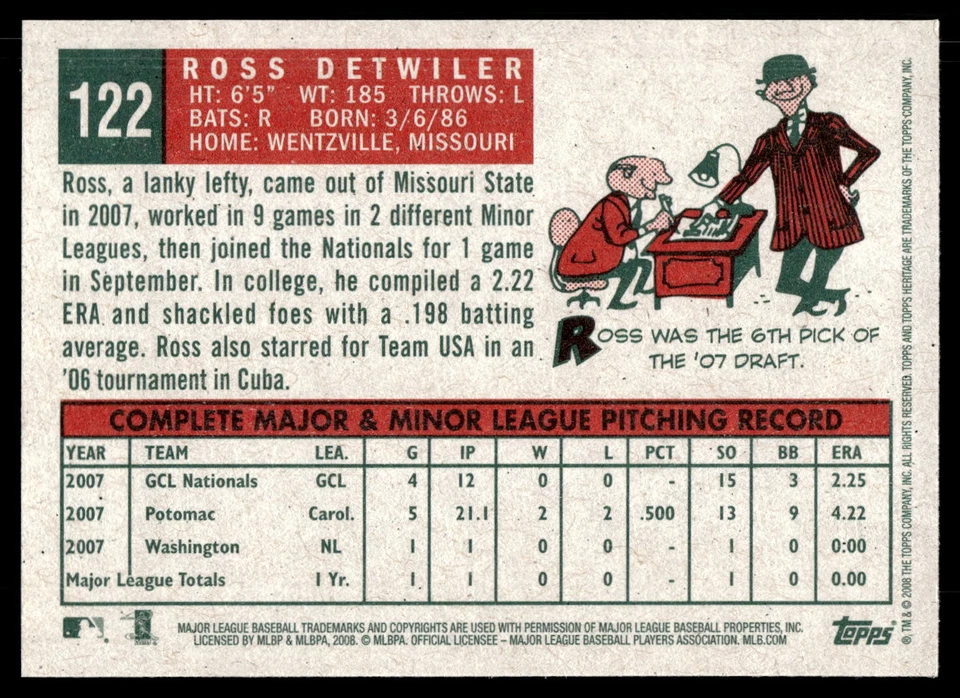 122
ROSS DETWILER
HT: 6'5" WT: 185 THROWS: L
BATS: R BORN: 3/6/86
HOME: WENTZVILLE, MISSOURI
Ross, a lanky lefty, came out of Missouri State
in 2007, worked in 9 games in 2 different Minor
Leagues, then joined the Nationals for 1 game
in September. In college, he compiled a 2.22
ERA and shackled foes with a .198 batting
average. Ross also starred for Team USA in an
'06 tournament in Cuba.
ROSS WAS THE 6TH PICK OF
THE '07 DRAFT.
COMPLETE MAJOR & MINOR LEAGUE PITCHING RECORD
YEAR TEAM LEA. G IP W L PCT SO BB ERA
2007 GCL Nationals GCL 4 12 0 0 - 15 3 2.25
2007 Potomac Carol. 5 21.1 2 2 .500 13 9 4.22
2007 Washington NL 1 1 0 0 - 1 0 0:00
Major League Totals 1 Yr. 1 1 0 0 - 1 0 0.00
MAJOR LEAGUE BASEBALL TRADEMARKS AND COPYRIGHTS ARE USED WITH PERMISSION OF MAJOR LEAGUE BASEBALL PROPERTIES, INC.
LICENSED BY MLBP & MLBPA, 2008. © MLBPA. OFFICIAL LICENSEE – MAJOR LEAGUE BASEBALL PLAYERS ASSOCIATION. MLB.COM
topps
®, TM & © 2008 THE TOPPS COMPANY, INC. ALL RIGHTS RESERVED. TOPPS AND TOPPS HERITAGE ARE TRADEMARKS OF THE TOPPS COMPANY, INC.